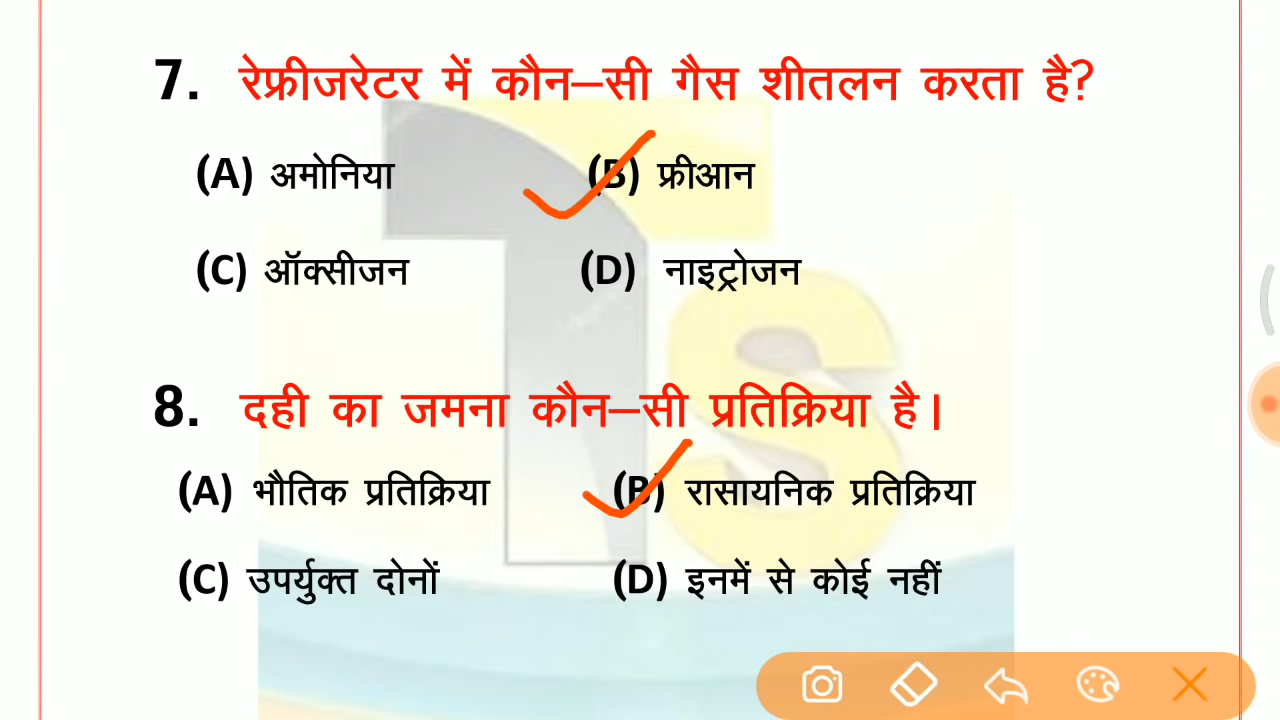 7. रेफ्रीजरेटर में कौन–सी गैस शीतलन करता है?
(A) अमोनिया (B) फ्रीआन
(C) ऑक्सीजन (D) नाइट्रोजन
8. दही का जमना कौन–सी प्रतिक्रिया है।
(A) भौतिक प्रतिक्रिया (B) रासायनिक प्रतिक्रिया
(C) उपर्युक्त दोनों (D) इनमें से कोई नहीं